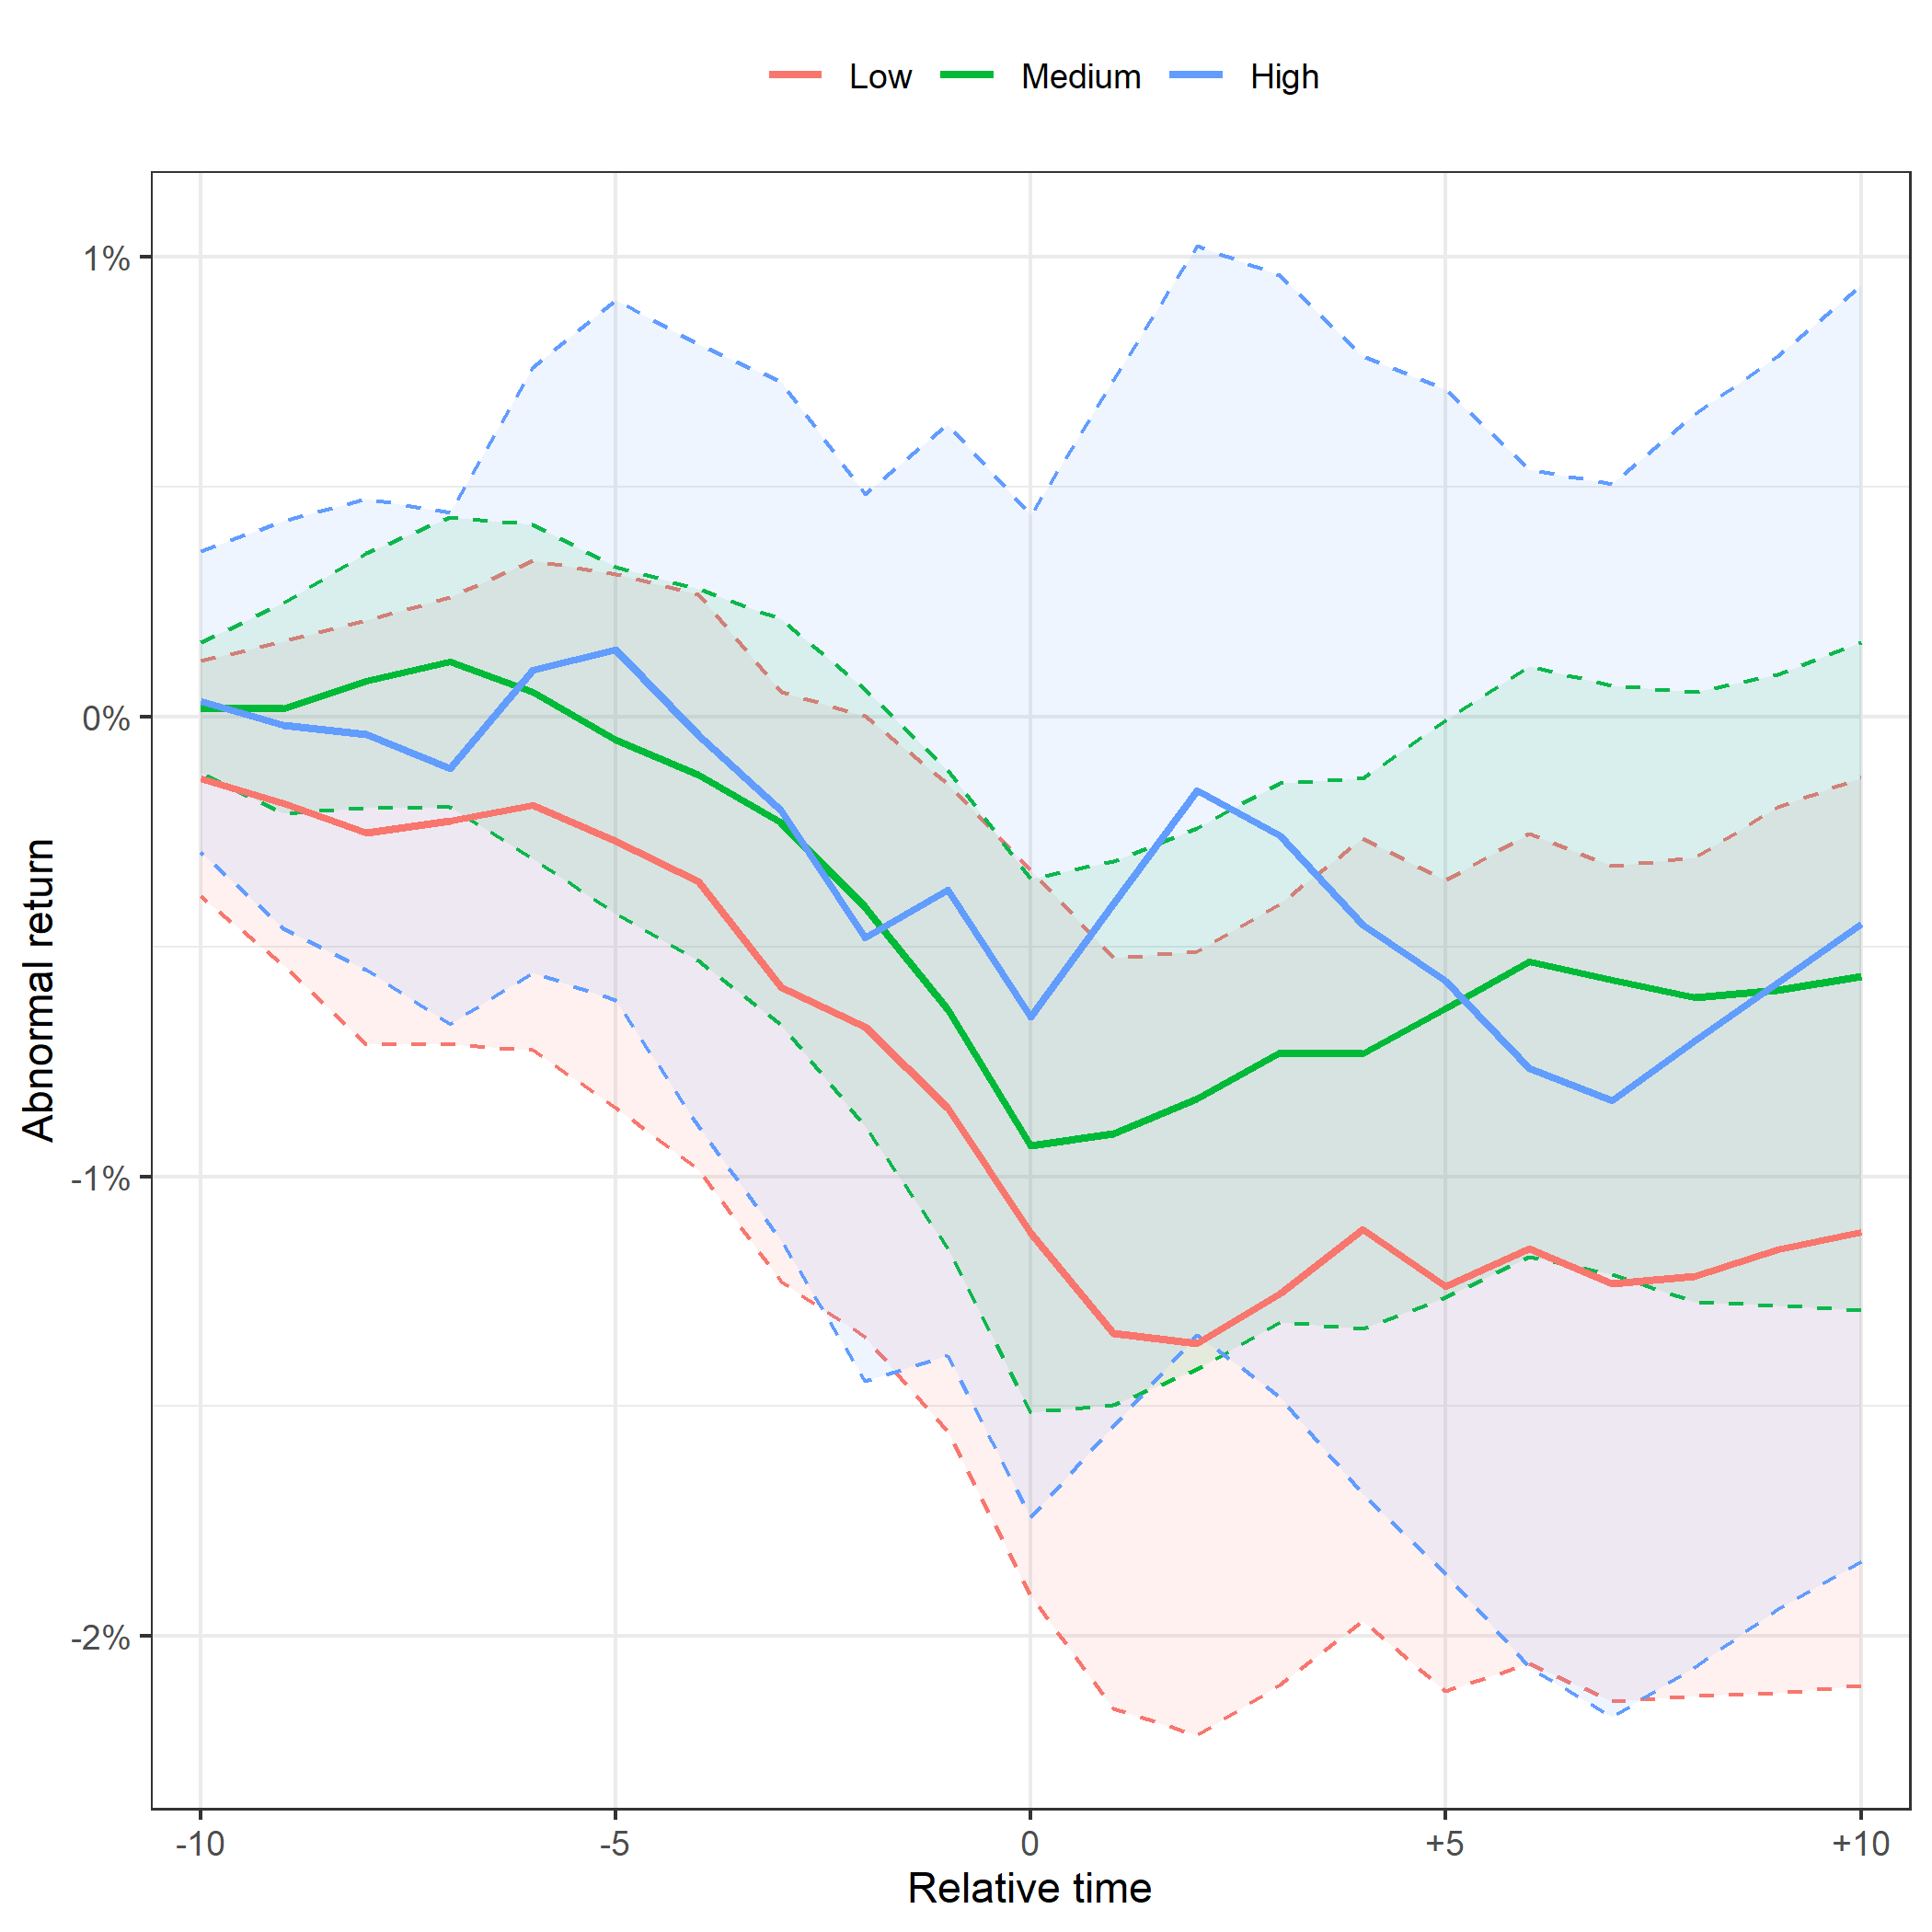 Low Medium High
1%
0%
-1%
-2%
Abnormal return
-10 -5 0 +5 +10
Relative time